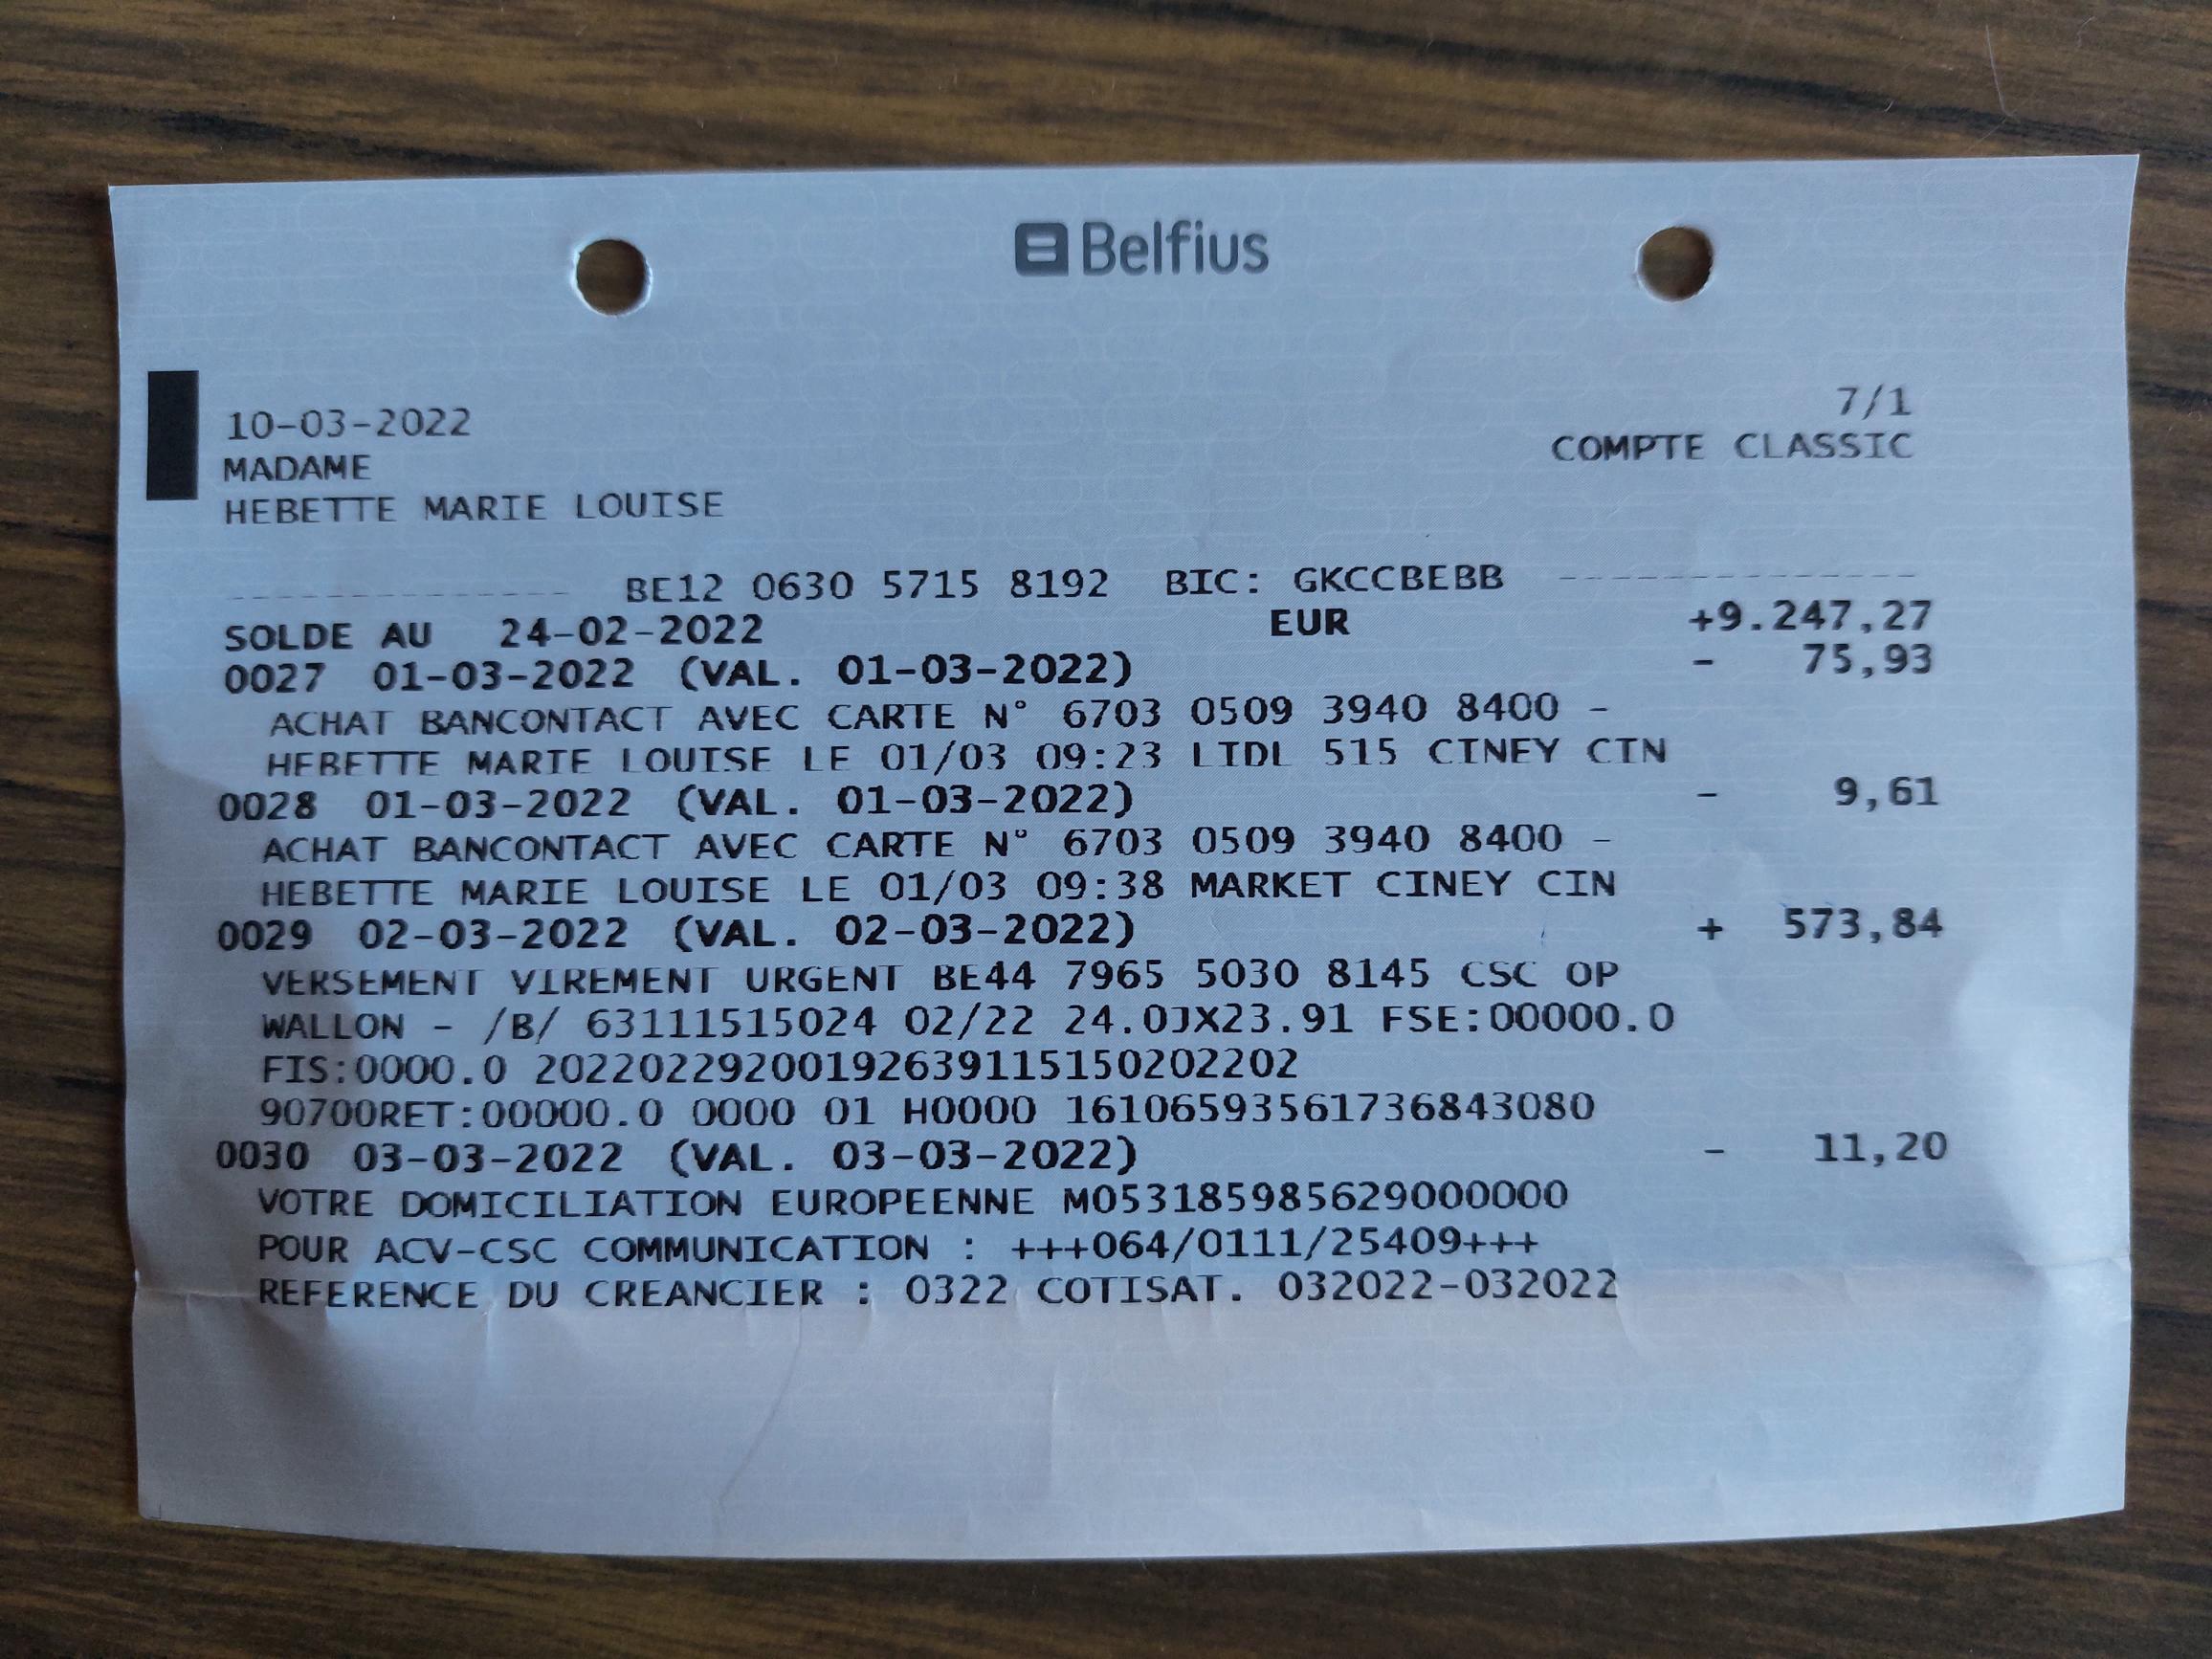 Belfius
10-03-2022 7/1
MADAME COMPTE CLASSIC
HEBETTE MARIE LOUISE
BE12 0630 5715 8192 BIC: GKCCBEBB
SOLDE AU 24-02-2022 EUR +9.247,27
0027 01-03-2022 (VAL. 01-03-2022) - 75,93
ACHAT BANCONTACT AVEC CARTE N° 6703 0509 3940 8400 -
HEBETTE MARIE LOUISE LE 01/03 09:23 LIDL 515 CINEY CIN
0028 01-03-2022 (VAL. 01-03-2022) - 9,61
ACHAT BANCONTACT AVEC CARTE N° 6703 0509 3940 8400 -
HEBETTE MARIE LOUISE LE 01/03 09:38 MARKET CINEY CIN
0029 02-03-2022 (VAL. 02-03-2022) + 573,84
VERSEMENT VIREMENT URGENT BE44 7965 5030 8145 CSC OP
WALLON - /B/ 63111515024 02/22 24.0JX23.91 FSE:00000.0
FIS:0000.0 20220229200192639115150202202
90700RET:00000.0 0000 01 H0000 16106593561736843080
0030 03-03-2022 (VAL. 03-03-2022) - 11,20
VOTRE DOMICILIATION EUROPEENNE M0531859856290000000
POUR ACV-CSC COMMUNICATION : +++064/0111/25409+++
REFERENCE DU CREANCIER : 0322 COTISAT. 032022-032022